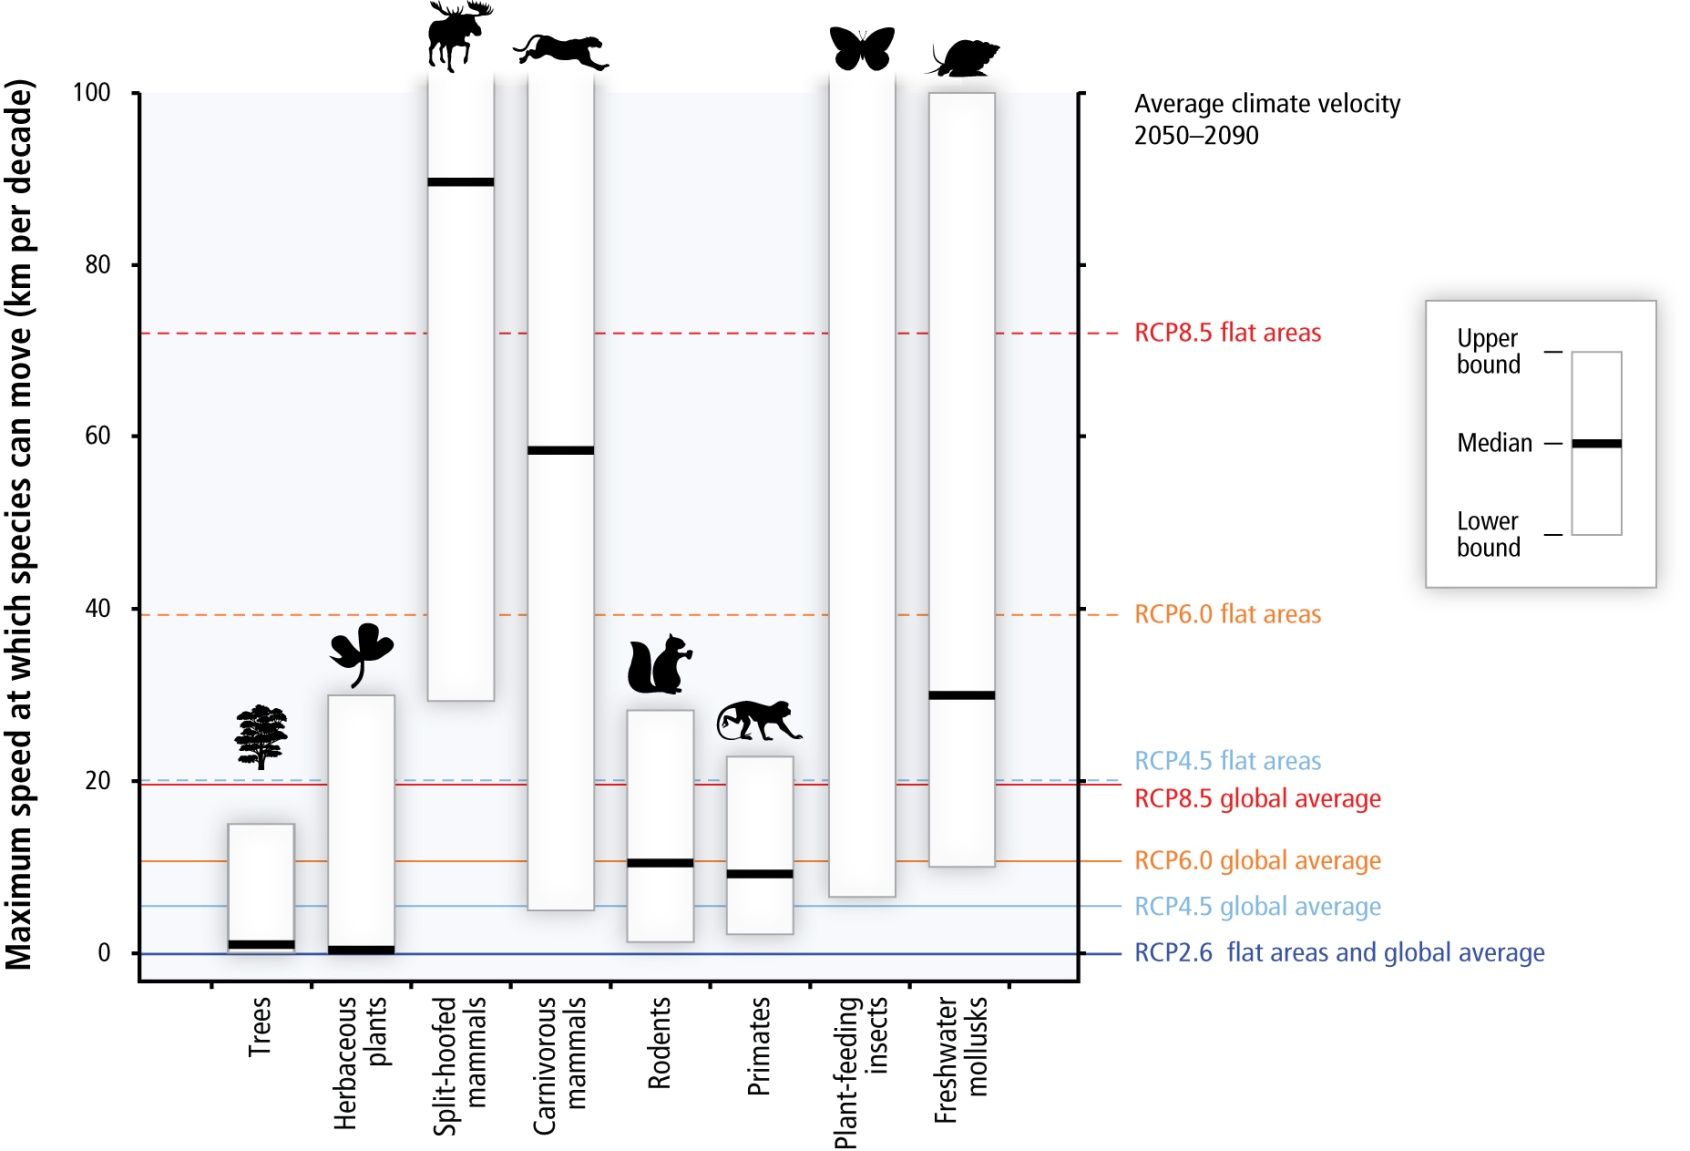 Maximum speed at which species can move (km per decade)
100
80
60
40
20
0
Average climate velocity
2050–2090
RCP8.5 flat areas
RCP6.0 flat areas
RCP4.5 flat areas
RCP8.5 global average
RCP6.0 global average
RCP4.5 global average
RCP2.6 flat areas and global average
Upper
bound
Median
Lower
bound
Trees
Herbaceous
plants
Split-hoofed
mammals
Carnivorous
mammals
Rodents
Primates
Plant-feeding
insects
Freshwater
mollusks